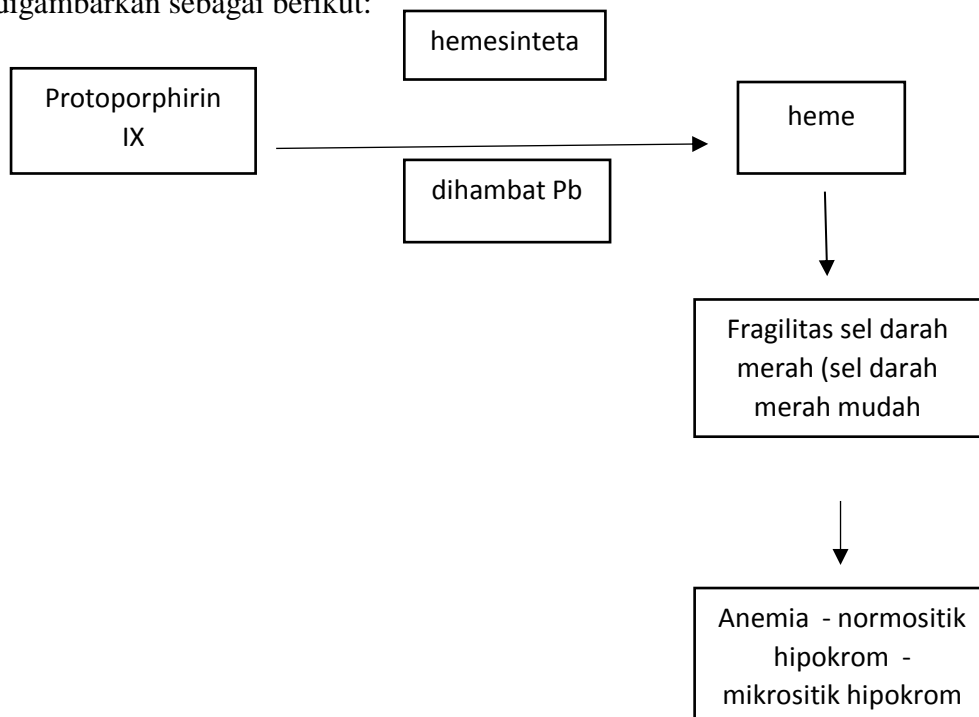 digambarkan sebagai berikut:
hemesinteta
Protoporphirin
IX
heme
dihambat Pb
Fragilitas sel darah
merah (sel darah
merah mudah
Anemia - normositik
hipokrom -
mikrositik hipokrom